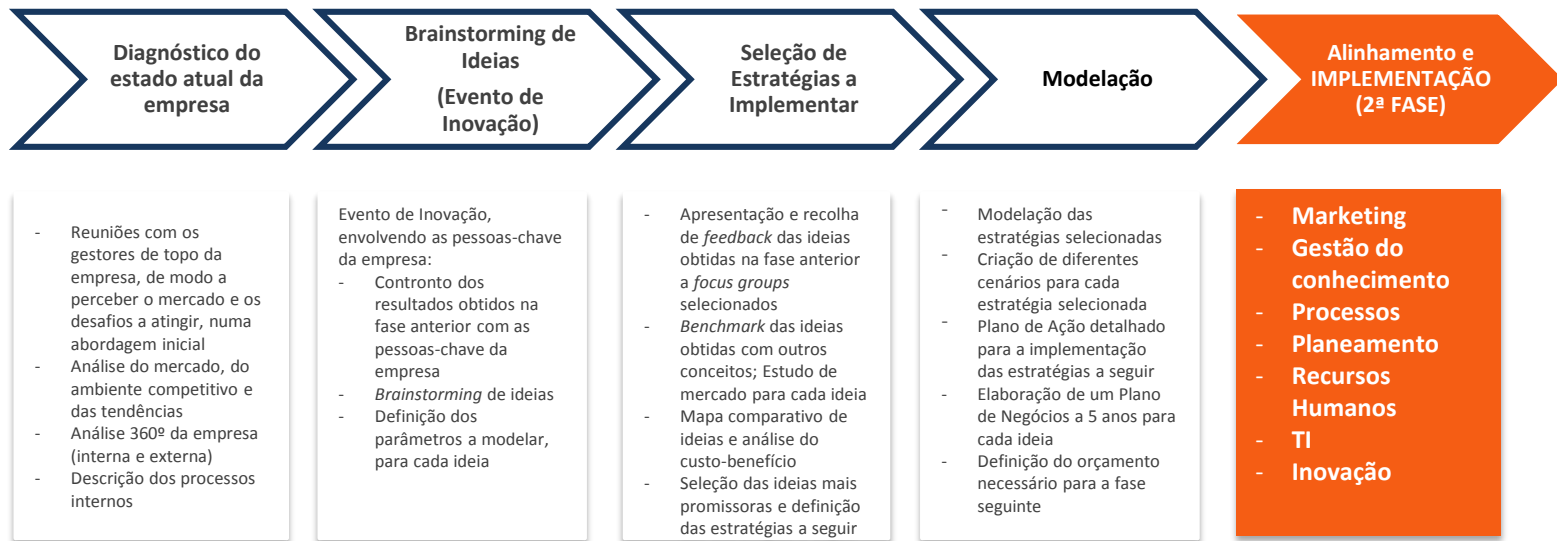 Diagnóstico do
estado atual da
empresa
Brainstorming de
Ideias
(Evento de
Inovação)
Seleção de
Estratégias a
Implementar
Modelação
Alinhamento e
IMPLEMENTAÇÃO
(2ª FASE)
- Reuniões com os
gestores de topo da
empresa, de modo a
perceber o mercado e os
desafios a atingir, numa
abordagem inicial
- Análise do mercado, do
ambiente competitivo e
das tendências
- Análise 360º da empresa
(interna e externa)
- Descrição dos processos
internos
Evento de Inovação,
envolvendo as pessoas-chave
da empresa:
- Contronto dos
resultados obtidos na
fase anterior com as
pessoas-chave da
empresa
- Brainstorming de ideias
- Definição dos
parâmetros a modelar,
para cada ideia
- Apresentação e recolha
de feedback das ideias
obtidas na fase anterior
a focus groups
selecionados
- Benchmark das ideias
obtidas com outros
conceitos; Estudo de
mercado para cada ideia
- Mapa comparativo de
ideias e análise do
custo-benefício
- Seleção das ideias mais
promissoras e definição
das estratégias a seguir
- Modelação das
estratégias selecionadas
- Criação de diferentes
cenários para cada
estratégia selecionada
- Plano de Ação detalhado
para a implementação
das estratégias a seguir
- Elaboração de um Plano
de Negócios a 5 anos para
cada ideia
- Definição do orçamento
necessário para a fase
seguinte
- Marketing
- Gestão do
conhecimento
- Processos
- Planeamento
- Recursos
Humanos
- TI
- Inovação